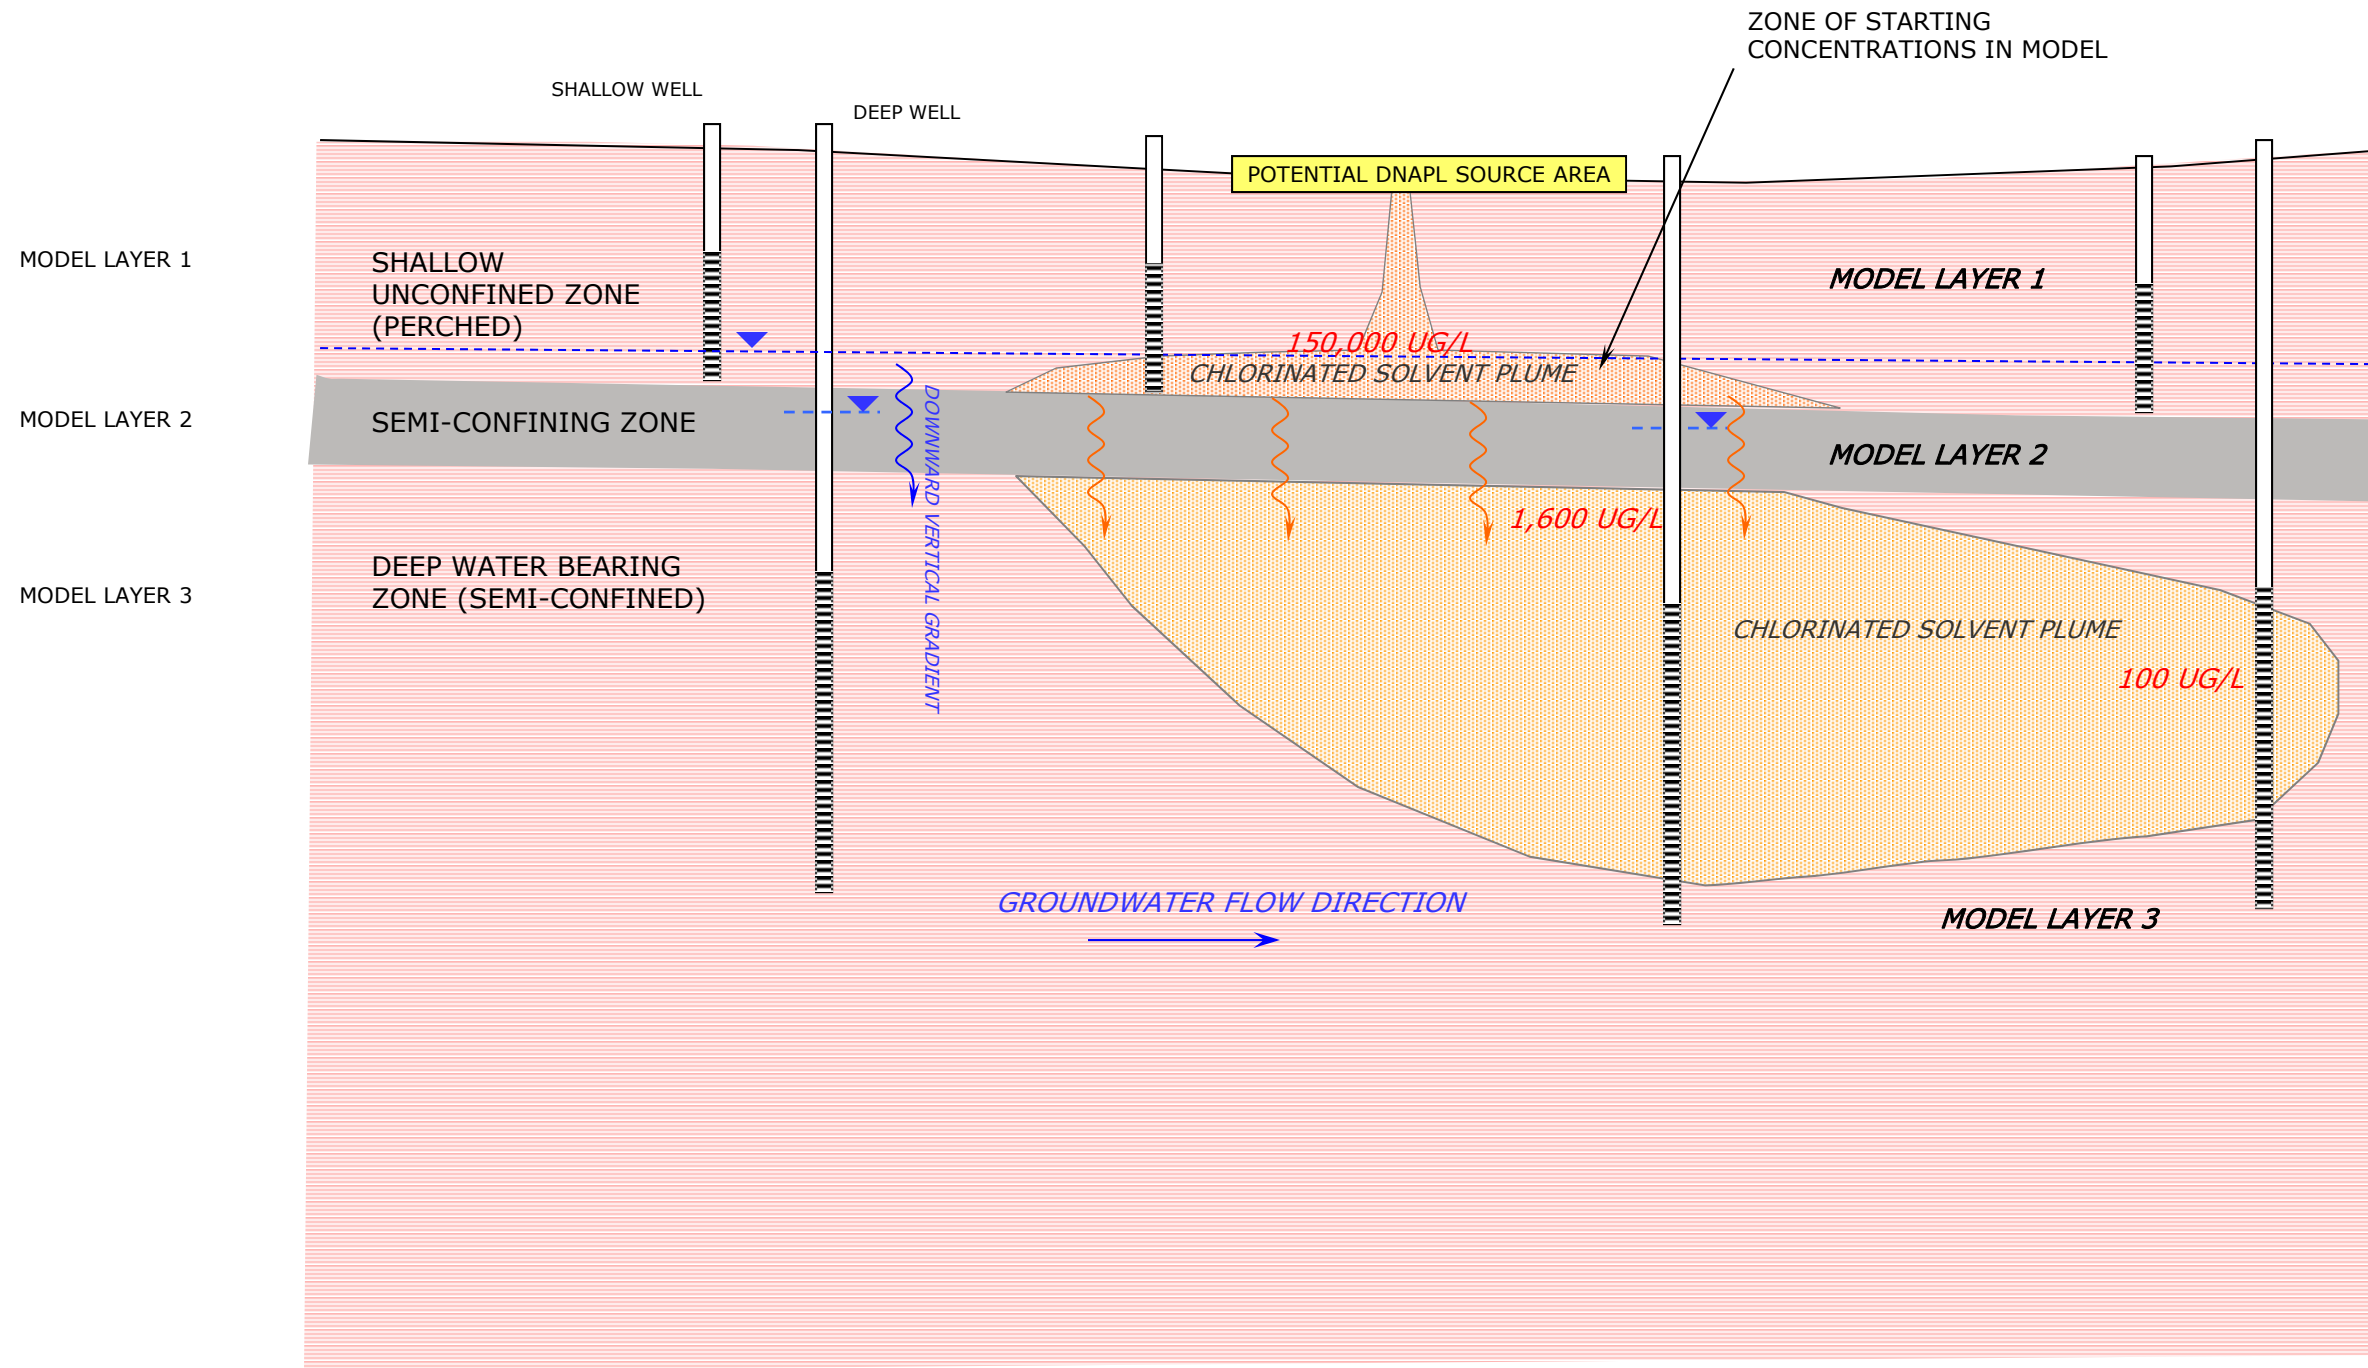 ZONE OF STARTING
CONCENTRATIONS IN MODEL
SHALLOW WELL
DEEP WELL
POTENTIAL DNAPL SOURCE AREA
MODEL LAYER 1
SHALLOW
UNCONFINED ZONE
(PERCHED)
MODEL LAYER 1
150,000 UG/L
CHLORINATED SOLVENT PLUME
MODEL LAYER 2
SEMI-CONFINING ZONE
DOWNWARD VERTICAL GRADIENT
MODEL LAYER 2
1,600 UG/L
MODEL LAYER 3
DEEP WATER BEARING
ZONE (SEMI-CONFINED)
CHLORINATED SOLVENT PLUME
100 UG/L
GROUNDWATER FLOW DIRECTION
MODEL LAYER 3